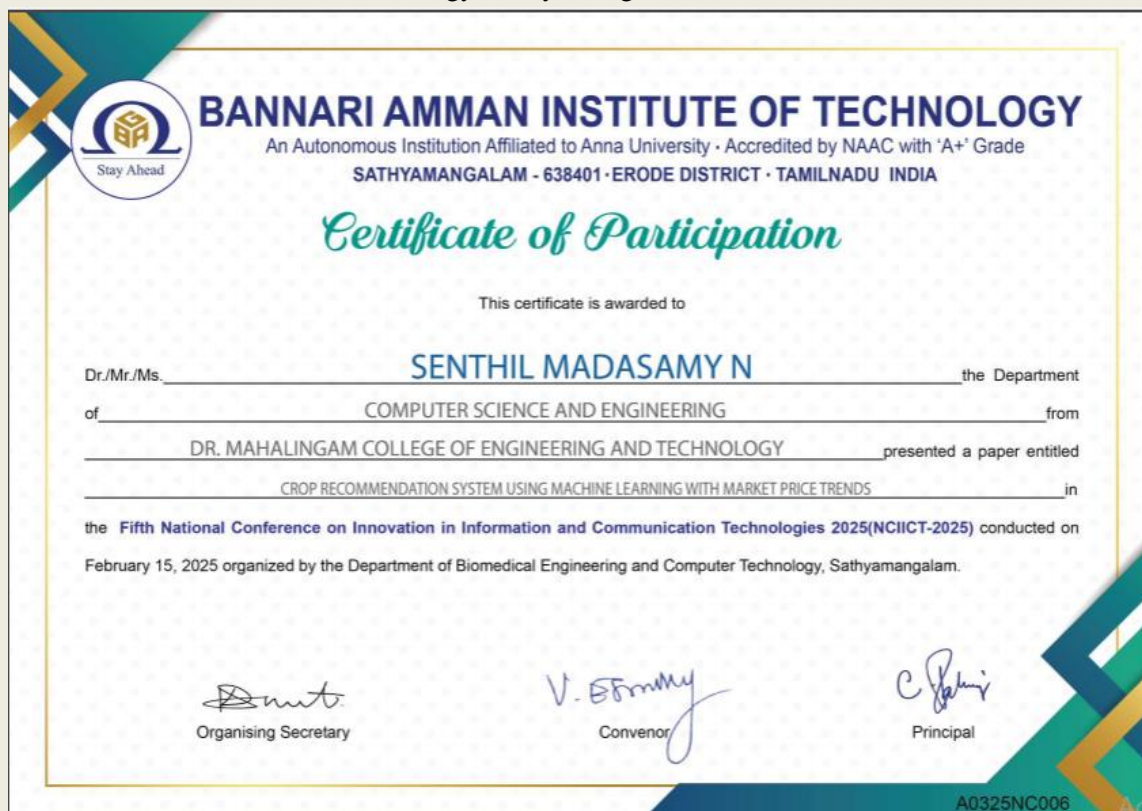 GBA
Stay Ahead
BANNARI AMMAN INSTITUTE OF TECHNOLOGY
An Autonomous Institution Affiliated to Anna University · Accredited by NAAC with 'A+' Grade
SATHYAMANGALAM - 638401 · ERODE DISTRICT · TAMILNADU INDIA
Certificate of Participation
This certificate is awarded to
Dr./Mr./Ms. SENTHIL MADASAMY N the Department
of COMPUTER SCIENCE AND ENGINEERING from
DR. MAHALINGAM COLLEGE OF ENGINEERING AND TECHNOLOGY presented a paper entitled
CROP RECOMMENDATION SYSTEM USING MACHINE LEARNING WITH MARKET PRICE TRENDS in
the Fifth National Conference on Innovation in Information and Communication Technologies 2025(NCIICT-2025) conducted on
February 15, 2025 organized by the Department of Biomedical Engineering and Computer Technology, Sathyamangalam.
Organising Secretary
Convenor
Principal
A0325NC006